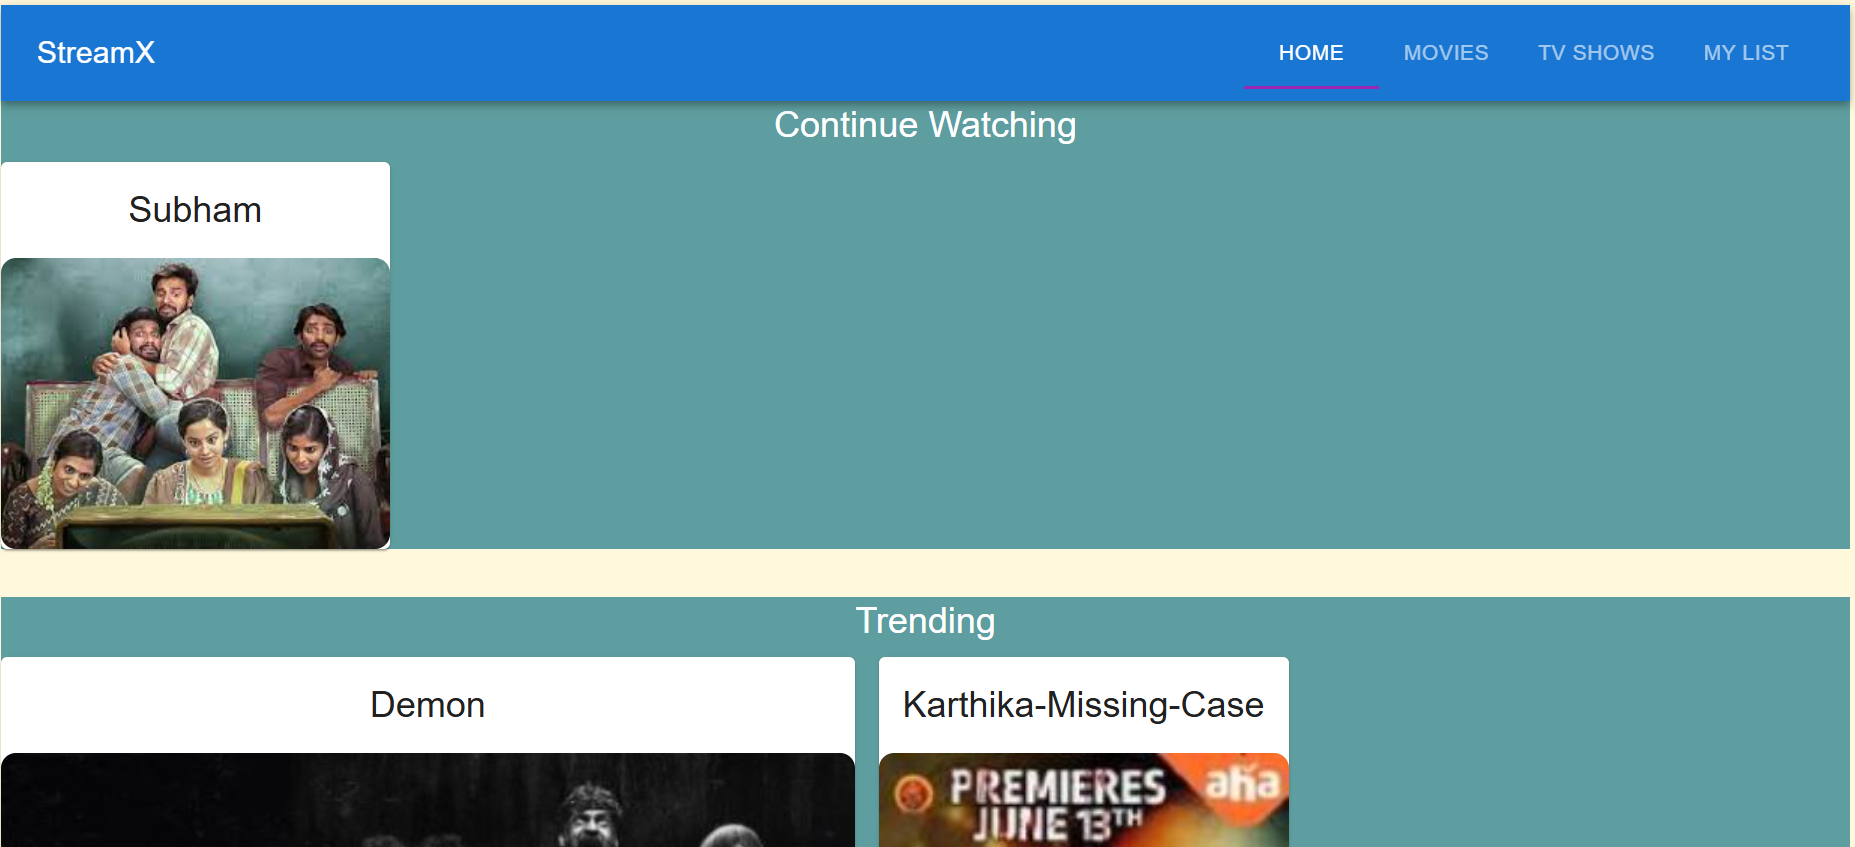 StreamX
HOME MOVIES TV SHOWS MY LIST
Continue Watching
Subham
Trending
Demon
Karthika-Missing-Case
PREMIERES
JUNE 13TH
aha